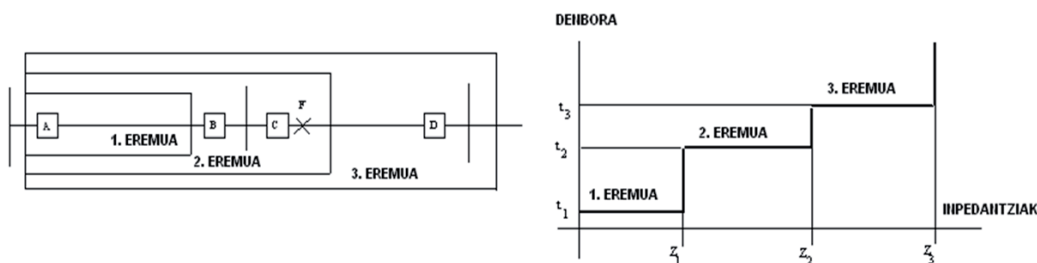 A
B
C
F
D
1. EREMUA
2. EREMUA
3. EREMUA
DENBORA
t3
3. EREMUA
t2
2. EREMUA
t1
1. EREMUA
INPEDANTZIAK
Z1
Z2
Z3